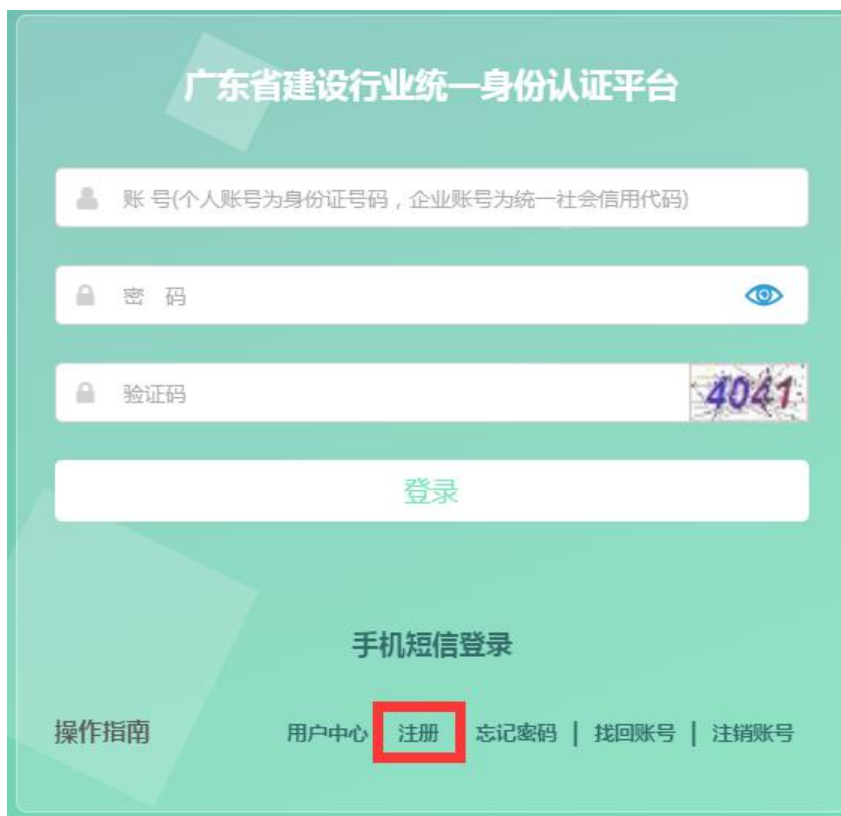 广东省建设行业统一身份认证平台
账 号(个人账号为身份证号码，企业账号为统一社会信用代码)
密 码
验证码 4041
登录
手机短信登录
操作指南 用户中心 注册 忘记密码 | 找回账号 | 注销账号